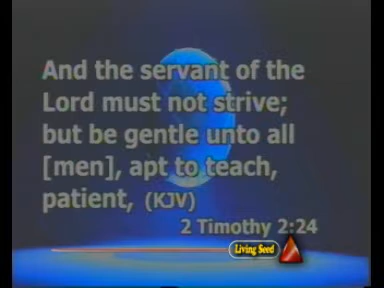 And the servant of the
Lord must not strive;
but be gentle unto all
[men], apt to teach,
patient, (KJV)
2 Timothy 2:24
Living Seed